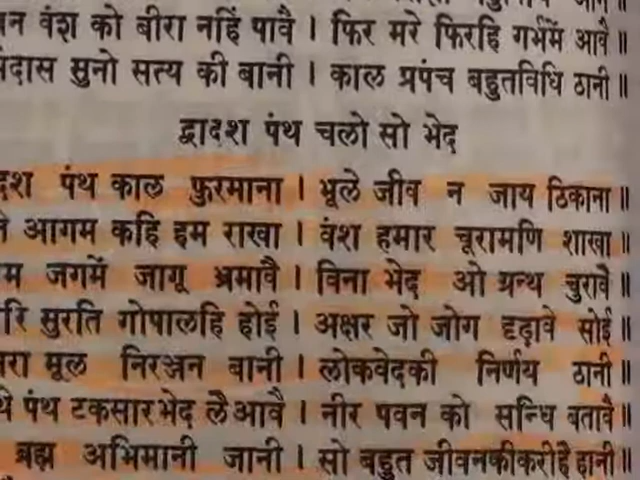 वंश को बीरा नहिं पावै । फिर मरे फिरहि गर्भमें आवै ॥
सुनो सत्य की बानी । काल प्रपंच बहुतविधि ठानी ॥
द्वादश पंथ चलो सो भेद
पंथ काल फुरमाना । भूले जीव न जाय ठिकाना ॥
आगम कहि हम राखा । वंश हमार चूरामणि शाखा ॥
जगमें जागू भ्रमावै । विना भेद ओ ग्रन्थ चुरावै ॥
सुरति गोपालहि होई । अक्षर जो जोग दृढ़ावे सोई ॥
मूल निरञ्जन बानी । लोकवेदकी निर्णय ठानी ॥
पंथ टकसारभेद लैआवै । नीर पवन को सन्धि बतावै ॥
ब्रह्म अभिमानी जानी । सो बहुत जीवनकीकरीहै हानी ॥